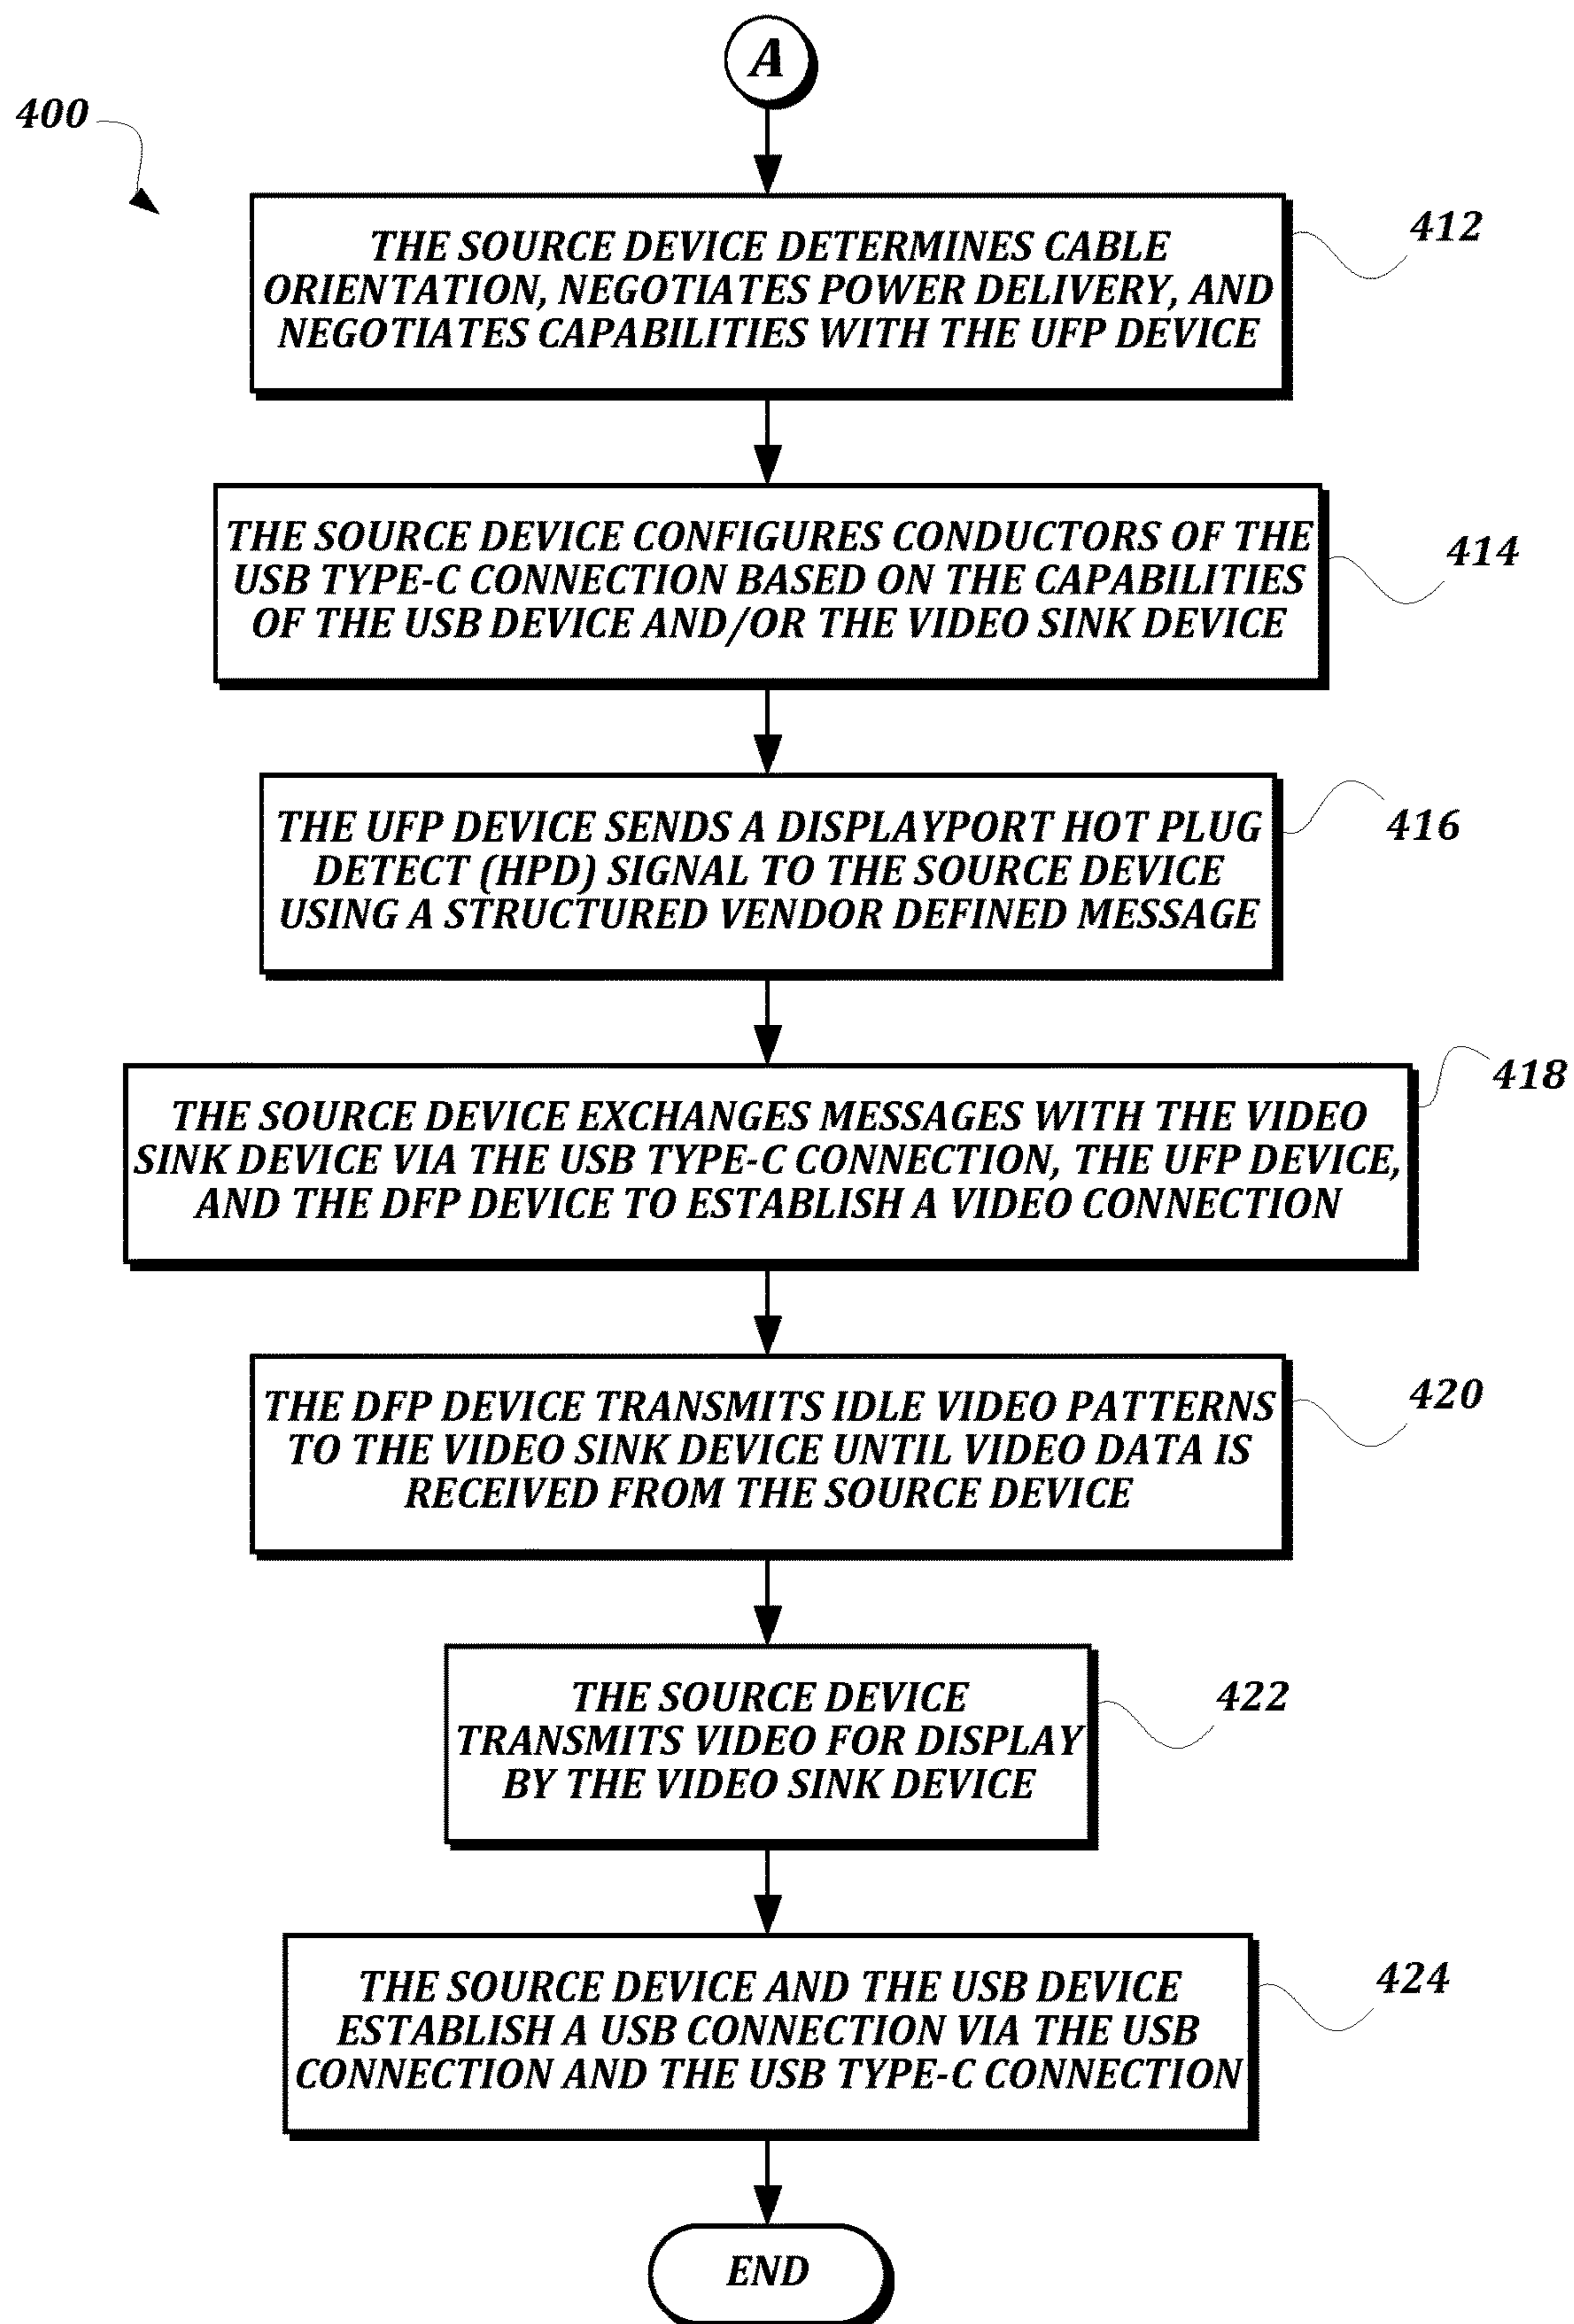 A
400
THE SOURCE DEVICE DETERMINES CABLE
ORIENTATION, NEGOTIATES POWER DELIVERY, AND
NEGOTIATES CAPABILITIES WITH THE UFP DEVICE
412
THE SOURCE DEVICE CONFIGURES CONDUCTORS OF THE
USB TYPE-C CONNECTION BASED ON THE CAPABILITIES
OF THE USB DEVICE AND/OR THE VIDEO SINK DEVICE
414
THE UFP DEVICE SENDS A DISPLAYPORT HOT PLUG
DETECT (HPD) SIGNAL TO THE SOURCE DEVICE
USING A STRUCTURED VENDOR DEFINED MESSAGE
416
THE SOURCE DEVICE EXCHANGES MESSAGES WITH THE VIDEO
SINK DEVICE VIA THE USB TYPE-C CONNECTION, THE UFP DEVICE,
AND THE DFP DEVICE TO ESTABLISH A VIDEO CONNECTION
418
THE DFP DEVICE TRANSMITS IDLE VIDEO PATTERNS
TO THE VIDEO SINK DEVICE UNTIL VIDEO DATA IS
RECEIVED FROM THE SOURCE DEVICE
420
THE SOURCE DEVICE
TRANSMITS VIDEO FOR DISPLAY
BY THE VIDEO SINK DEVICE
422
THE SOURCE DEVICE AND THE USB DEVICE
ESTABLISH A USB CONNECTION VIA THE USB
CONNECTION AND THE USB TYPE-C CONNECTION
424
END